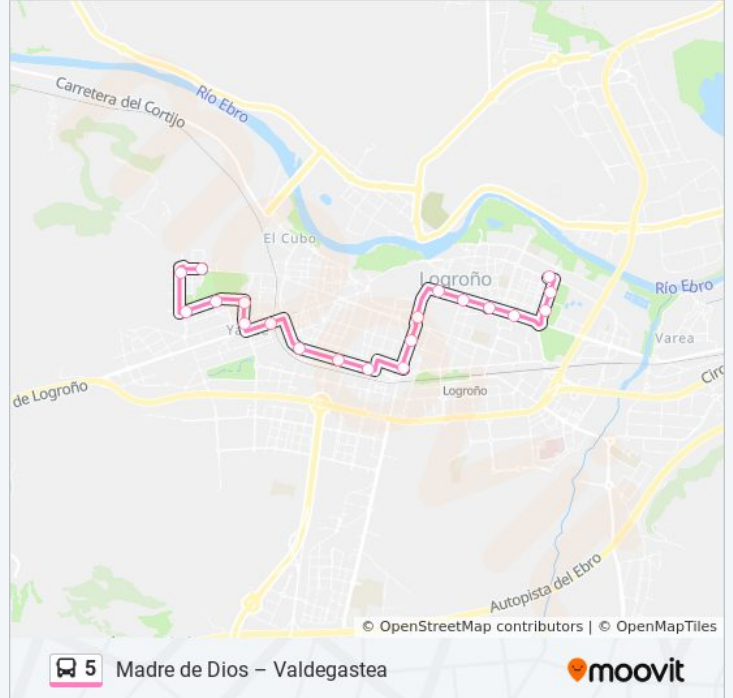 Carretera del Cortijo
Río Ebro
El Cubo
Logroño
Río Ebro
Varea
de Logroño
Logroño
Circ
Autopista del Ebro
© OpenStreetMap contributors | © OpenMapTiles
5 Madre de Dios – Valdegastea
moovit